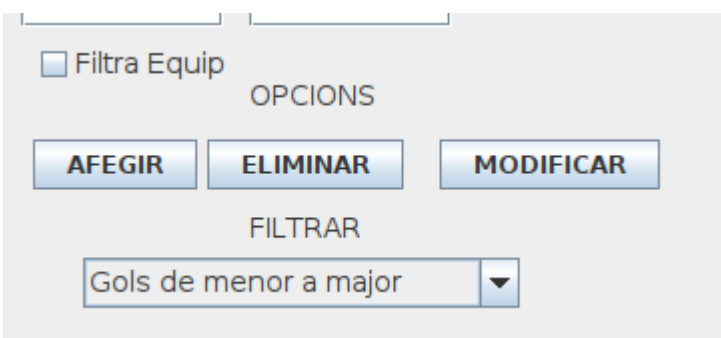 Filtra Equip
OPCIONS
AFEGIR ELIMINAR MODIFICAR
FILTRAR
Gols de menor a major